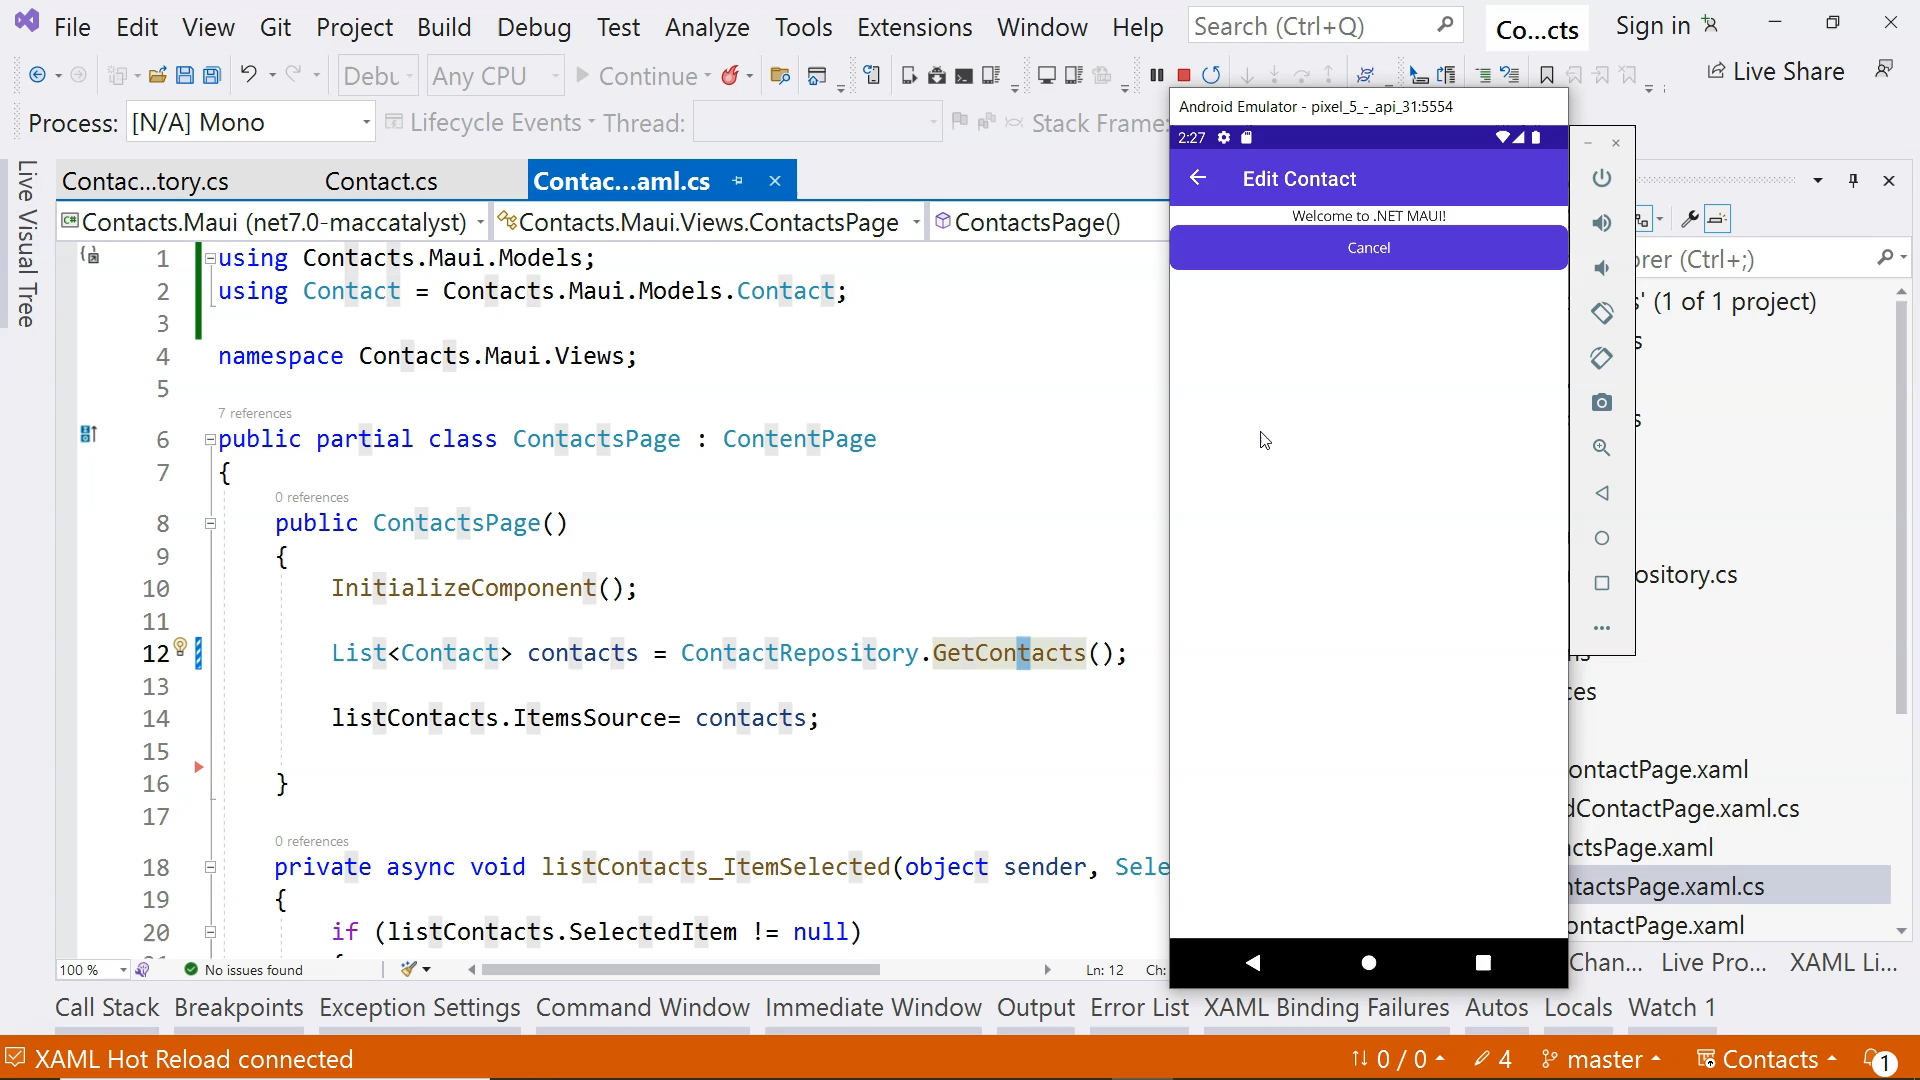 File Edit View Git Project Build Debug Test Analyze Tools Extensions Window Help Search (Ctrl+Q) Co...cts Sign in
Debu Any CPU Continue Live Share
Process: [N/A] Mono Lifecycle Events Thread: Stack Frame:
Android Emulator - pixel_5_-_api_31:5554
2:27
Edit Contact
Welcome to .NET MAUI!
Cancel
Live Visual Tree
Contac...tory.cs Contact.cs Contac...aml.cs
Contacts.Maui (net7.0-maccatalyst) Contacts.Maui.Views.ContactsPage ContactsPage()
1 using Contacts.Maui.Models;
2 using Contact = Contacts.Maui.Models.Contact;
3
4 namespace Contacts.Maui.Views;
5
7 references
6 public partial class ContactsPage : ContentPage
7 {
0 references
8 public ContactsPage()
9 {
10 InitializeComponent();
11
12 List<Contact> contacts = ContactRepository.GetContacts();
13
14 listContacts.ItemsSource= contacts;
15
16 }
17
0 references
18 private async void listContacts_ItemSelected(object sender, Sele
19 {
20 if (listContacts.SelectedItem != null)
orer (Ctrl+;)
s' (1 of 1 project)
ository.cs
ces
ontactPage.xaml
dContactPage.xaml.cs
actsPage.xaml
ntactsPage.xaml.cs
ontactPage.xaml
100 % No issues found Ln: 12 Ch:
Chan... Live Pro... XAML Li...
Call Stack Breakpoints Exception Settings Command Window Immediate Window Output Error List XAML Binding Failures Autos Locals Watch 1
XAML Hot Reload connected 0 / 0 4 master Contacts 1